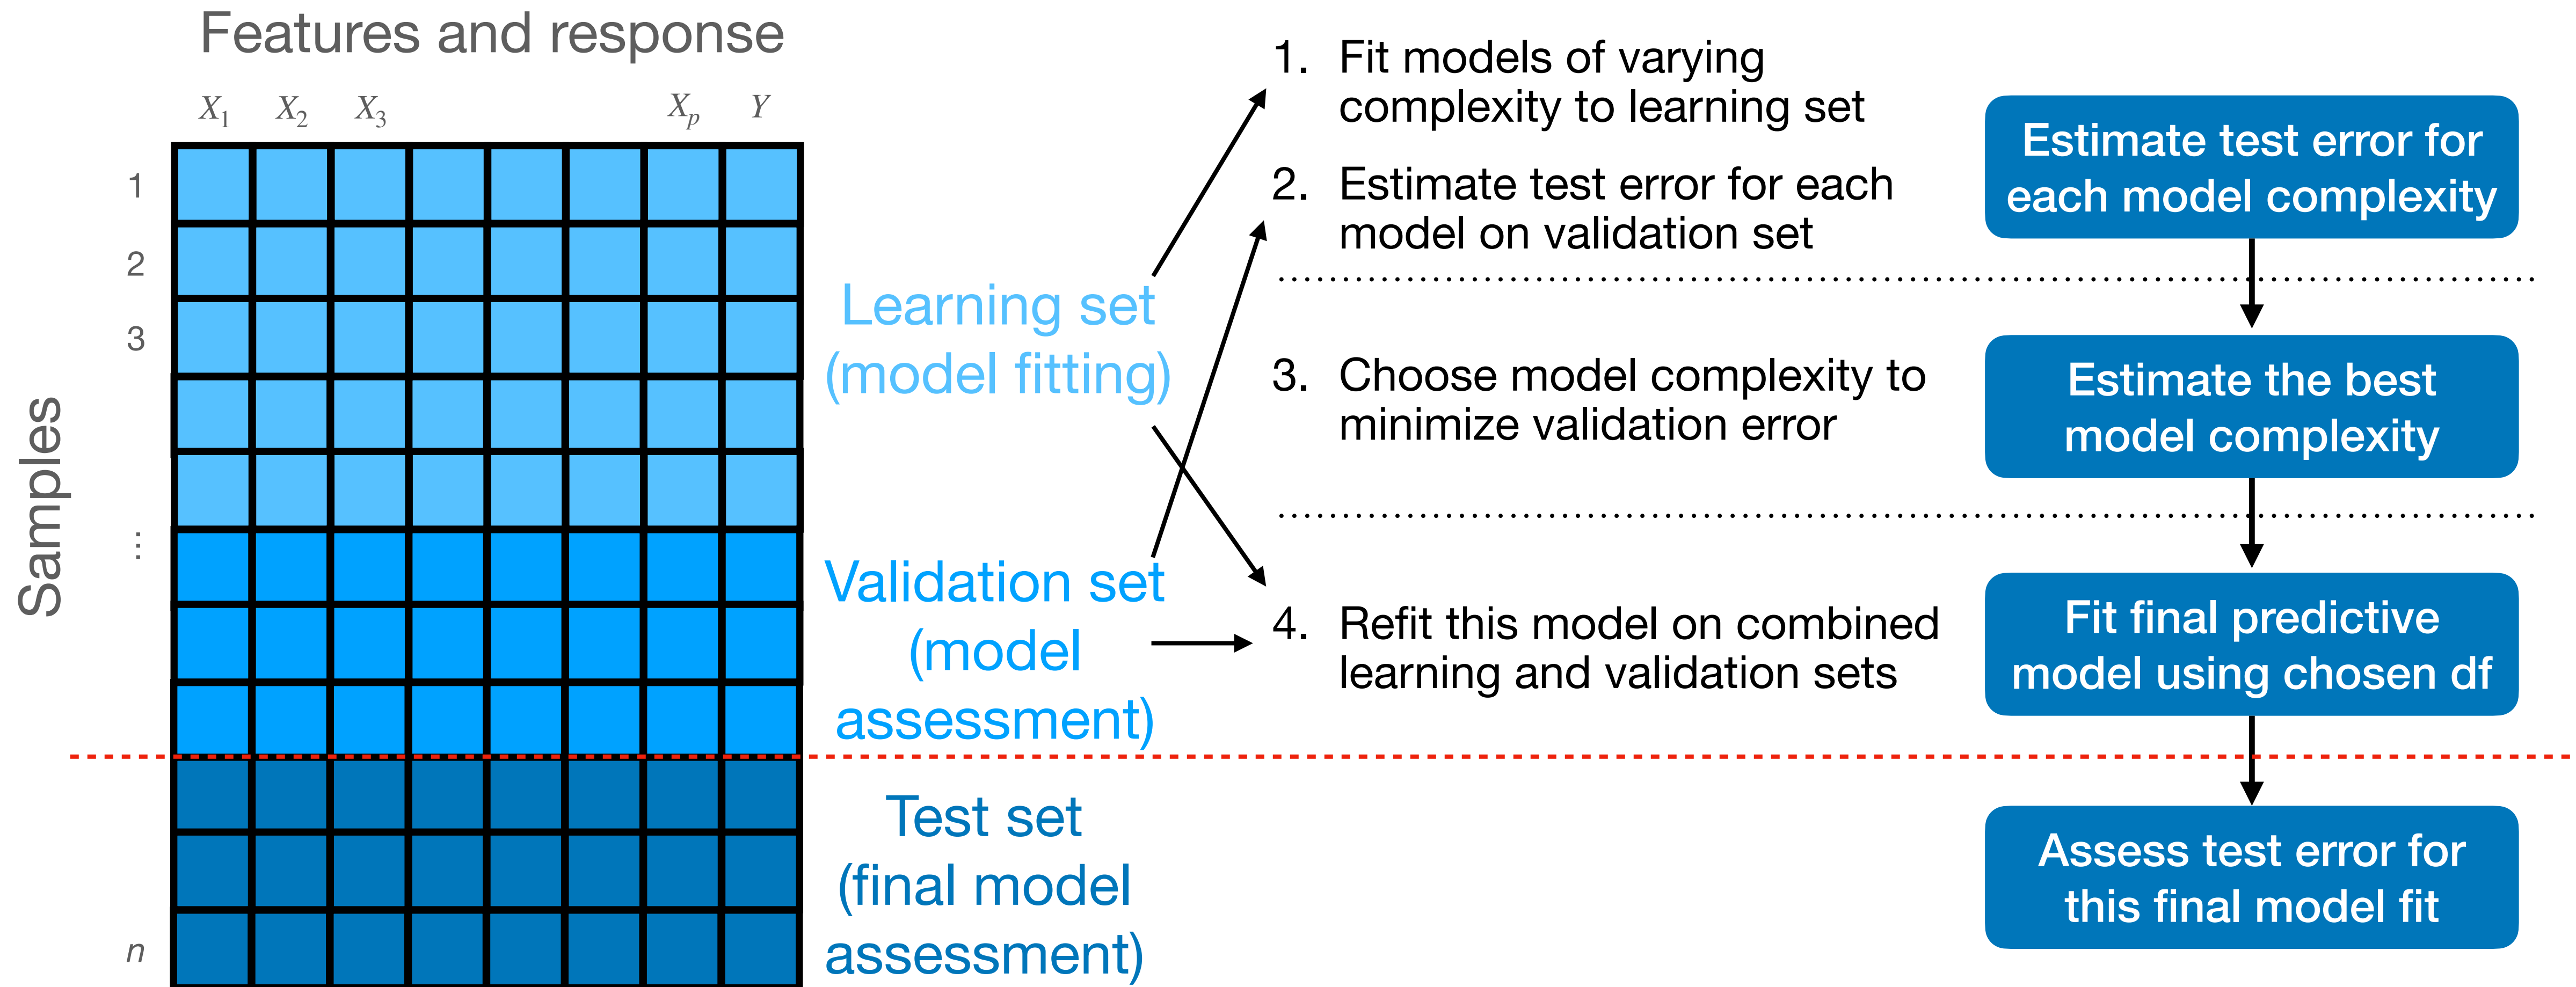 Features and response
X₁ X₂ X₃ Xₚ Y
1
2
3
⋮
n
Samples
Learning set
(model fitting)
Validation set
(model
assessment)
Test set
(final model
assessment)
1. Fit models of varying
complexity to learning set
2. Estimate test error for each
model on validation set
3. Choose model complexity to
minimize validation error
4. Refit this model on combined
learning and validation sets
Estimate test error for
each model complexity
Estimate the best
model complexity
Fit final predictive
model using chosen df
Assess test error for
this final model fit